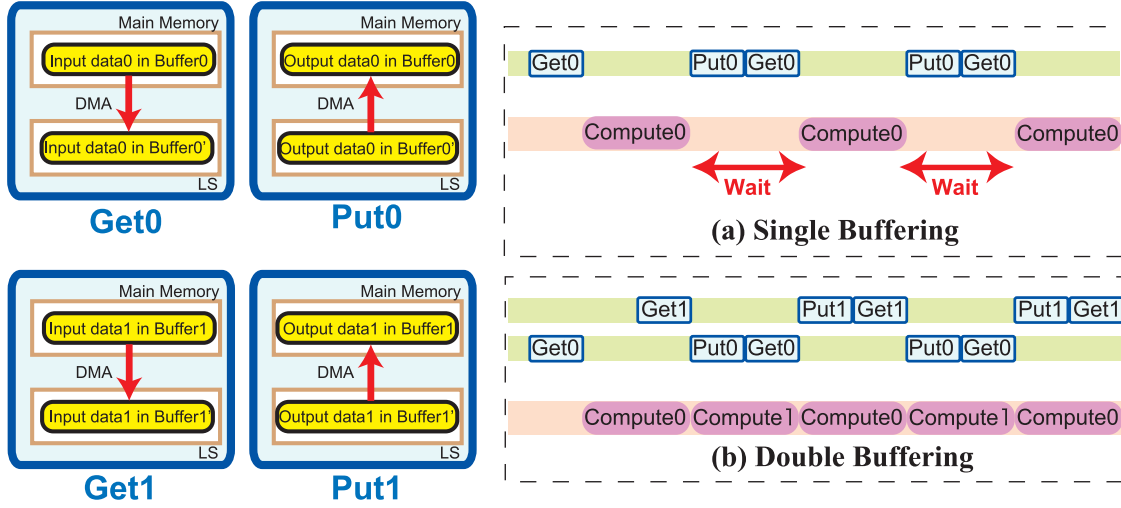 Main Memory
Input data0 in Buffer0
DMA
Input data0 in Buffer0'
LS
Get0
Main Memory
Output data0 in Buffer0
DMA
Output data0 in Buffer0'
LS
Put0
Main Memory
Input data1 in Buffer1
DMA
Input data1 in Buffer1'
LS
Get1
Main Memory
Output data1 in Buffer1
DMA
Output data1 in Buffer1'
LS
Put1
Get0 Put0 Get0 Put0 Get0
Compute0 Compute0 Compute0
Wait Wait
(a) Single Buffering
Get1 Put1 Get1 Put1 Get1
Get0 Put0 Get0 Put0 Get0
Compute0 Compute1 Compute0 Compute1 Compute0
(b) Double Buffering